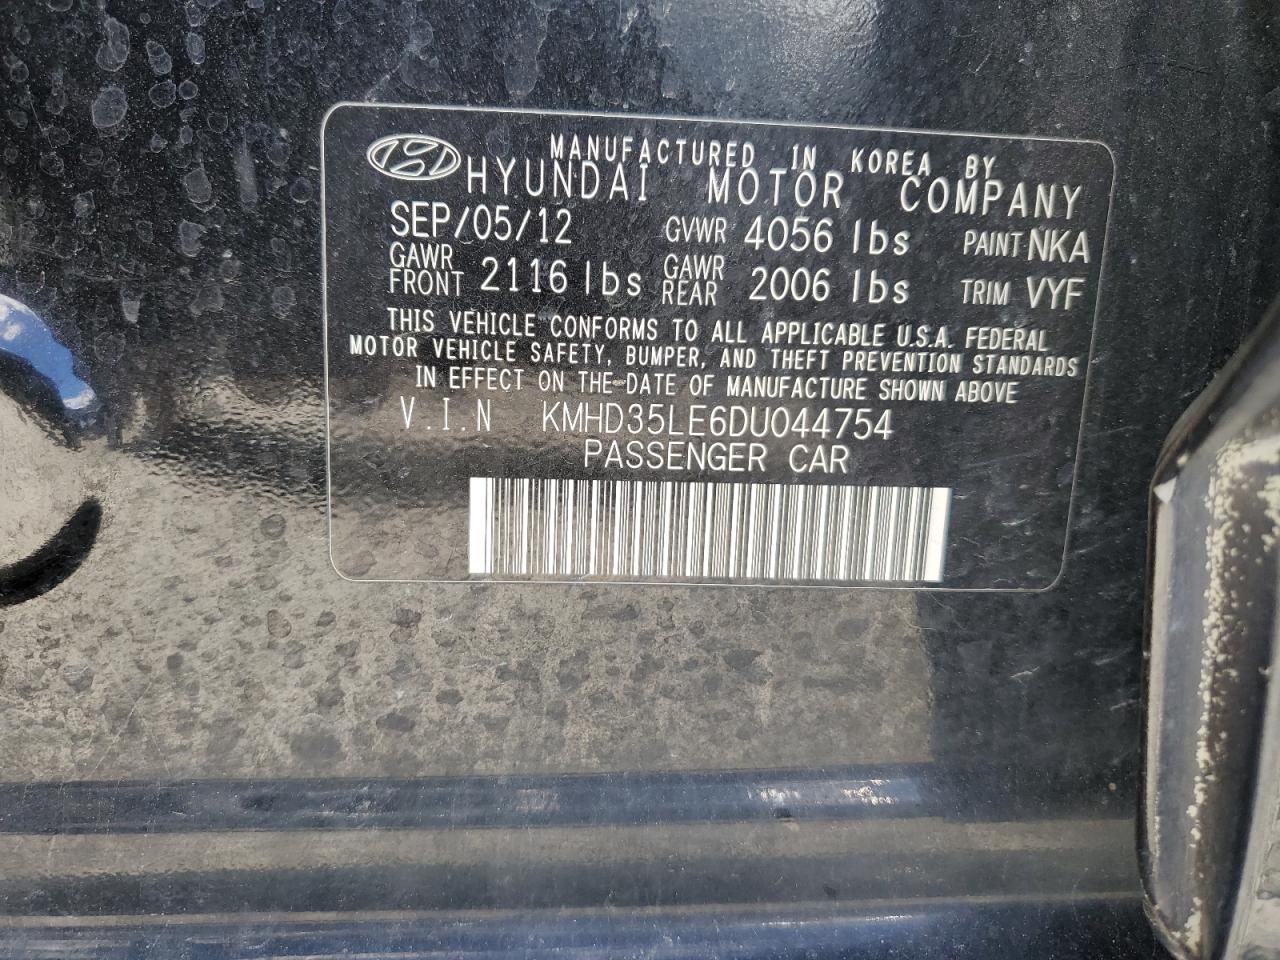 MANUFACTURED IN KOREA BY
HYUNDAI MOTOR COMPANY
SEP/05/12 GVWR 4056 lbs PAINT NKA
GAWR FRONT 2116 lbs GAWR REAR 2006 lbs TRIM VYF
THIS VEHICLE CONFORMS TO ALL APPLICABLE U.S.A. FEDERAL
MOTOR VEHICLE SAFETY, BUMPER, AND THEFT PREVENTION STANDARDS
IN EFFECT ON THE DATE OF MANUFACTURE SHOWN ABOVE
V.I.N KMHD35LE6DU044754
PASSENGER CAR